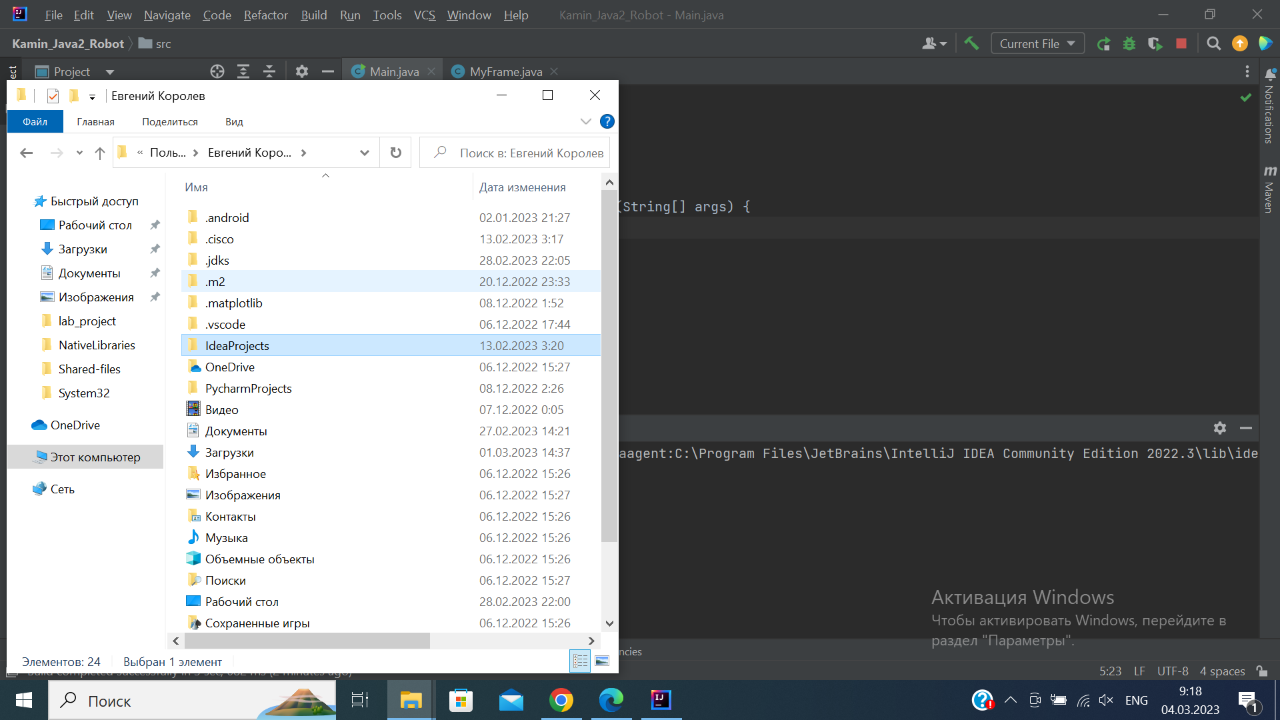 File Edit View Navigate Code Refactor Build Run Tools VCS Window Help Kamin_Java2_Robot - Main.java
Kamin_Java2_Robot src Current File
Project Main.java MyFrame.java
Notifications
Maven
Евгений Королев
Файл Главная Поделиться Вид
« Поль... Евгений Коро... Поиск в: Евгений Королев
Имя Дата изменения
Быстрый доступ
Рабочий стол
Загрузки
Документы
Изображения
lab_project
NativeLibraries
Shared-files
System32
OneDrive
Этот компьютер
Сеть
.android 02.01.2023 21:27
.cisco 13.02.2023 3:17
.jdks 28.02.2023 22:05
.m2 20.12.2022 23:33
.matplotlib 08.12.2022 1:52
.vscode 06.12.2022 17:44
IdeaProjects 13.02.2023 3:20
OneDrive 06.12.2022 15:27
PycharmProjects 08.12.2022 2:26
Видео 07.12.2022 0:05
Документы 27.02.2023 14:21
Загрузки 01.03.2023 14:37
Избранное 06.12.2022 15:26
Изображения 06.12.2022 15:27
Контакты 06.12.2022 15:26
Музыка 06.12.2022 15:26
Объемные объекты 06.12.2022 15:26
Поиски 06.12.2022 15:27
Рабочий стол 28.02.2023 22:00
Сохраненные игры 06.12.2022 15:26
Элементов: 24 Выбран 1 элемент
(String[] args) {
aagent:C:\Program Files\JetBrains\IntelliJ IDEA Community Edition 2022.3\lib\ide
Активация Windows
Чтобы активировать Windows, перейдите в
раздел "Параметры".
ncies
5:23 LF UTF-8 4 spaces
Поиск
ENG
9:18
04.03.2023
1